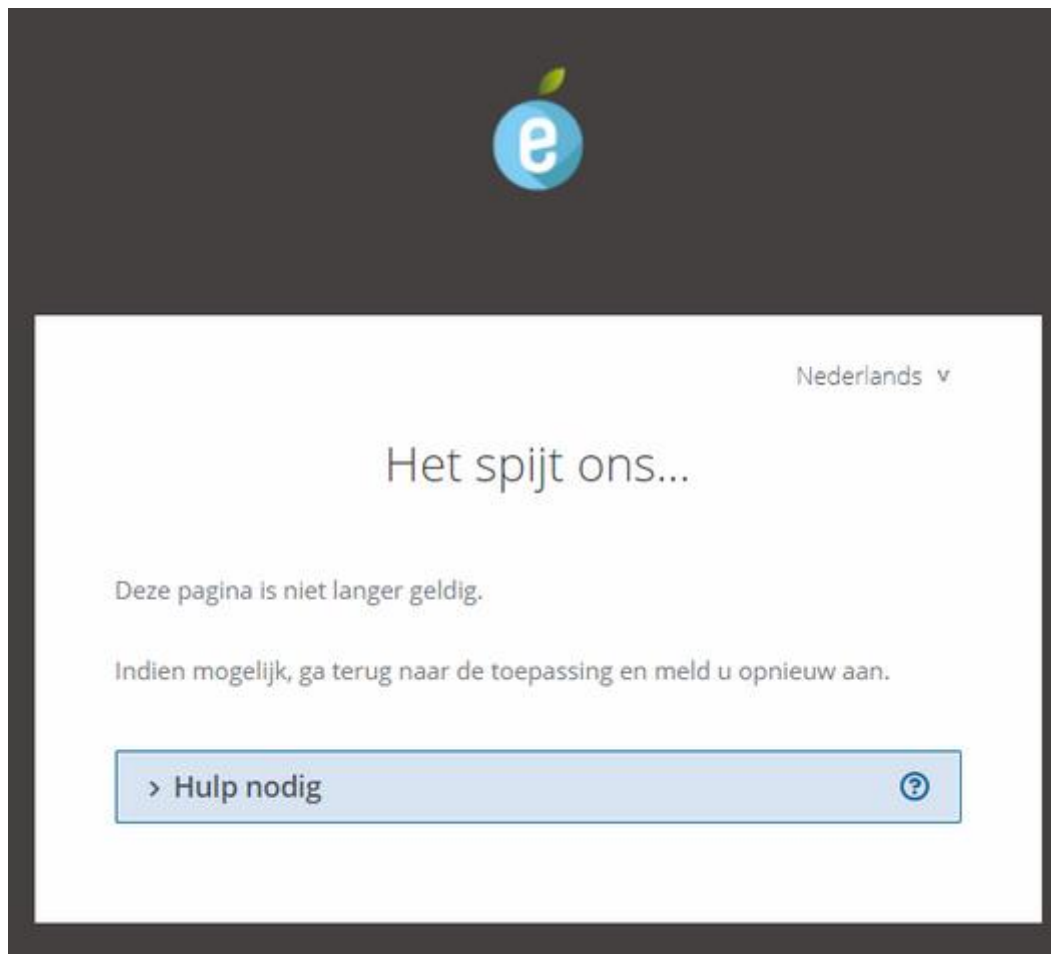 e
Nederlands v
Het spijt ons...
Deze pagina is niet langer geldig.
Indien mogelijk, ga terug naar de toepassing en meld u opnieuw aan.
> Hulp nodig ?